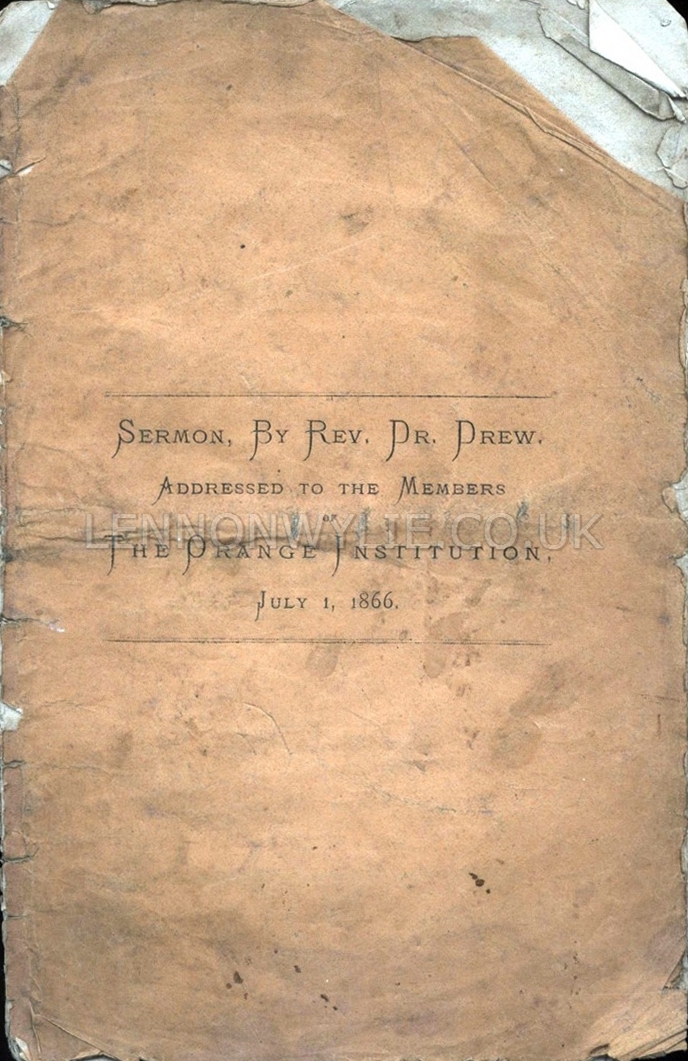 Sermon, By Rev. Dr. Drew.
Addressed to the Members
of
LENNONWYLIE.CO.UK
The Orange Institution,
July 1, 1866.